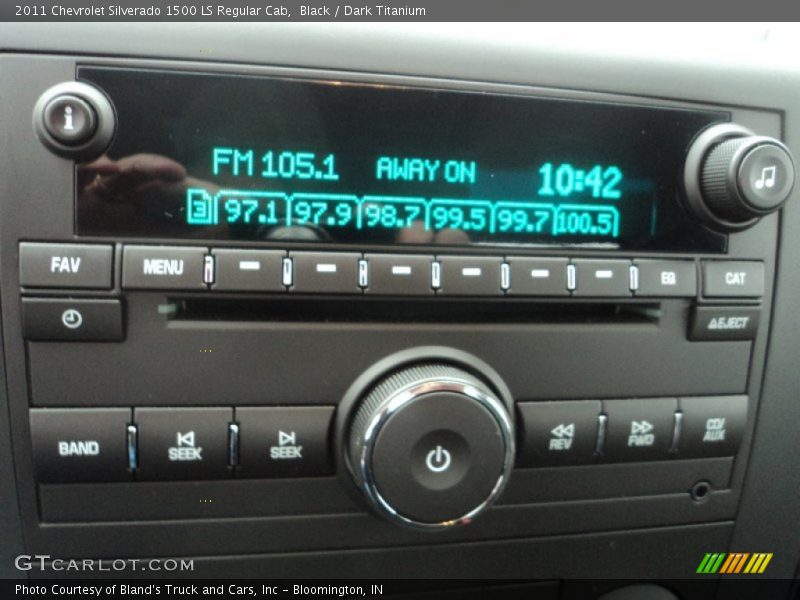 2011 Chevrolet Silverado 1500 LS Regular Cab, Black / Dark Titanium
i
FM 105.1 AWAY ON 10:42
3 97.1 97.9 98.7 99.5 99.7 100.5
FAV MENU EQ CAT
EJECT
BAND SEEK SEEK REV FWD CD/AUX
GTCARLOT.COM
Photo Courtesy of Bland's Truck and Cars, Inc – Bloomington, IN